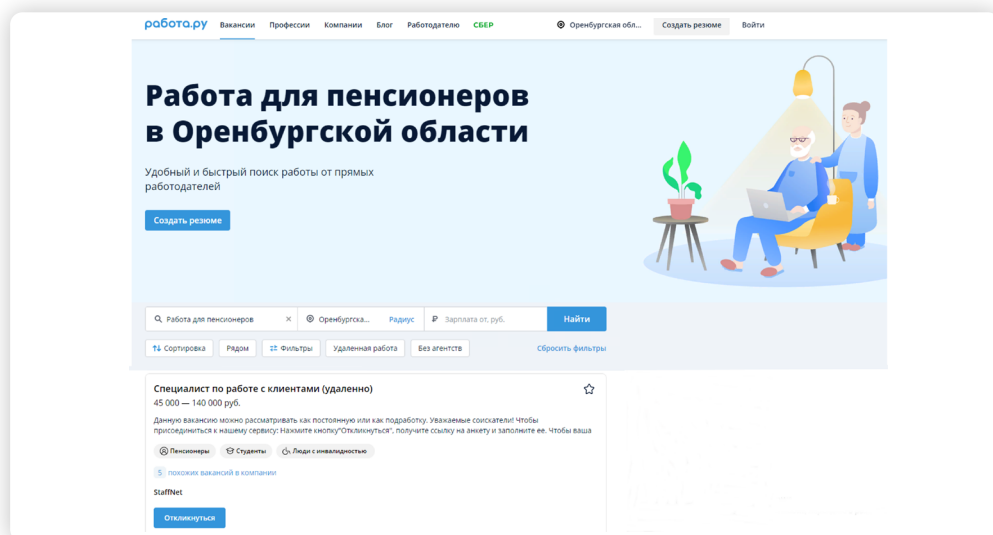 работа.ру Вакансии Профессии Компании Блог Работодателю СБЕР Оренбургская обл... Создать резюме Войти
Работа для пенсионеров
в Оренбургской области
Удобный и быстрый поиск работы от прямых
работодателей
Создать резюме
Работа для пенсионеров × Оренбургска... Радиус ₽ Зарплата от, руб. Найти
Сортировка Рядом Фильтры Удаленная работа Без агентств Сбросить фильтры
Специалист по работе с клиентами (удаленно)
45 000 — 140 000 руб.
Данную вакансию можно рассматривать как постоянную или как подработку. Уважаемые соискатели! Чтобы
присоединиться к нашему сервису: Нажмите кнопку"Откликнуться", получите ссылку на анкету и заполните ее. Чтобы ваша
Пенсионеры Студенты Люди с инвалидностью
5 похожих вакансий в компании
StaffNet
Откликнуться